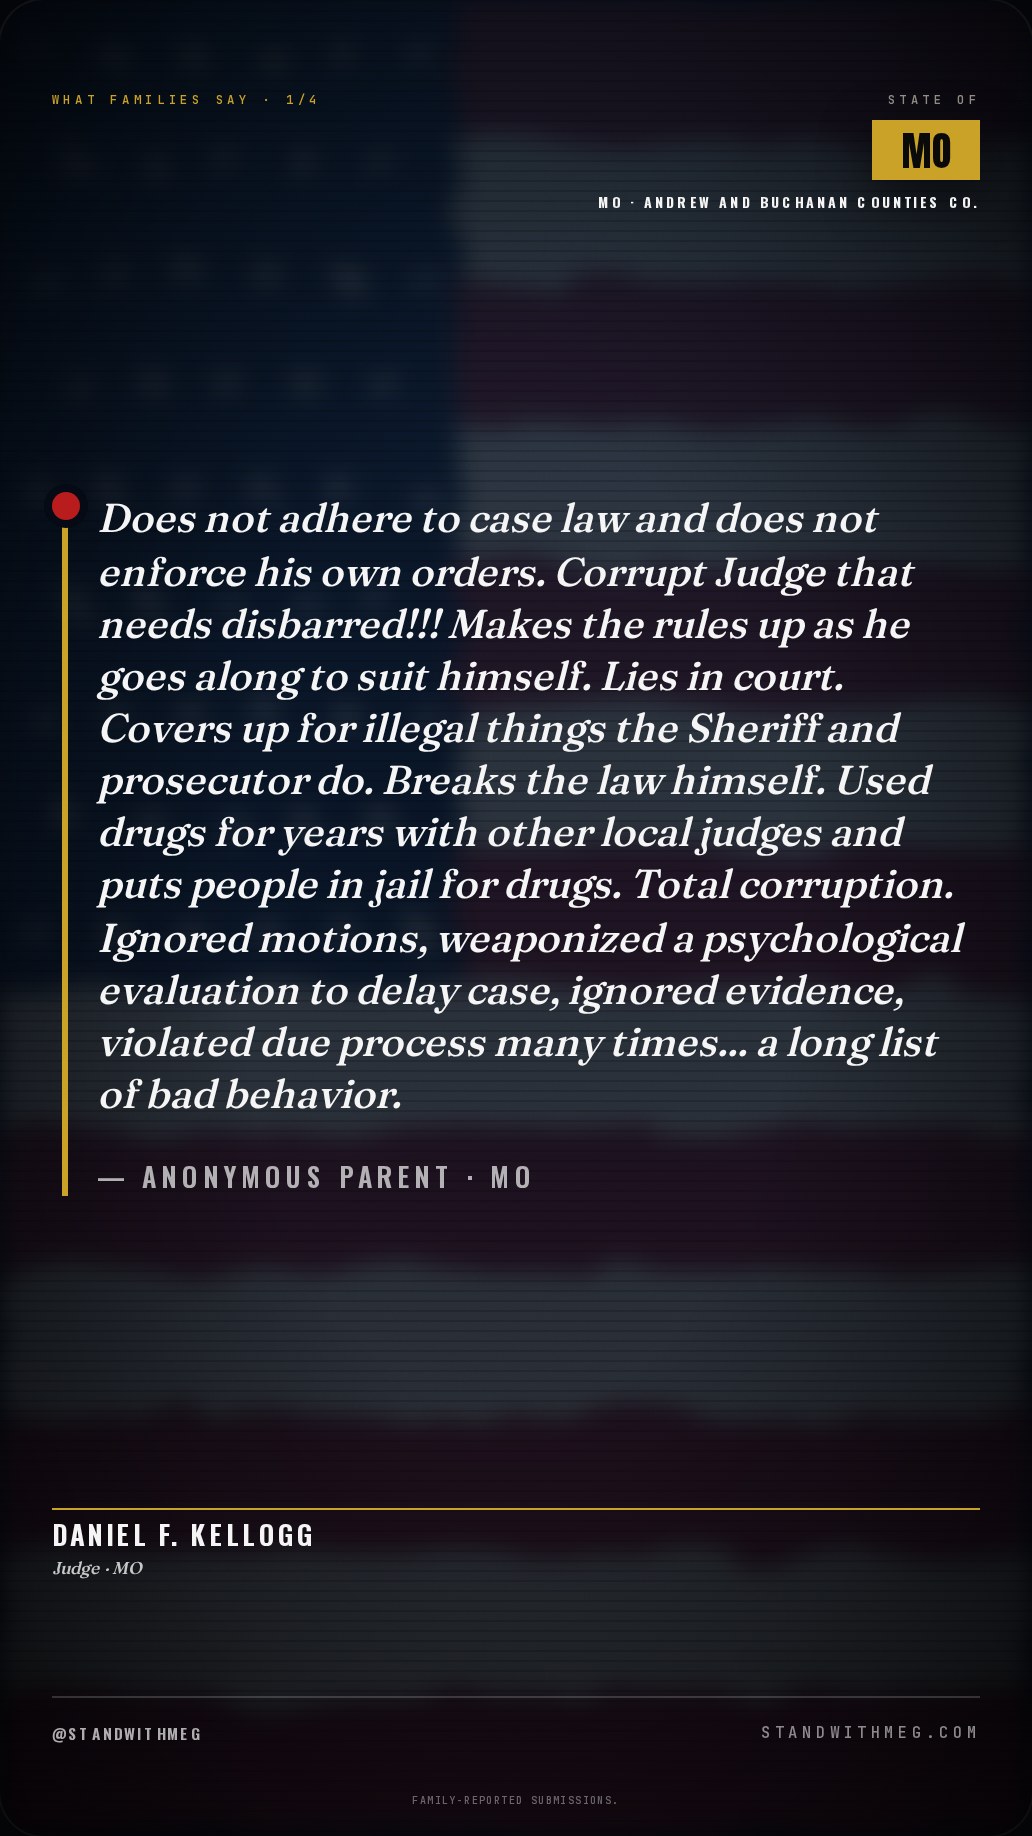 WHAT FAMILIES SAY · 1/4
STATE OF
MO
MO · ANDREW AND BUCHANAN COUNTIES CO.
Does not adhere to case law and does not
enforce his own orders. Corrupt Judge that
needs disbarred!!! Makes the rules up as he
goes along to suit himself. Lies in court.
Covers up for illegal things the Sheriff and
prosecutor do. Breaks the law himself. Used
drugs for years with other local judges and
puts people in jail for drugs. Total corruption.
Ignored motions, weaponized a psychological
evaluation to delay case, ignored evidence,
violated due process many times... a long list
of bad behavior.
— ANONYMOUS PARENT · MO
DANIEL F. KELLOGG
Judge · MO
@STANDWITHMEG
STANDWITHMEG.COM
FAMILY-REPORTED SUBMISSIONS.